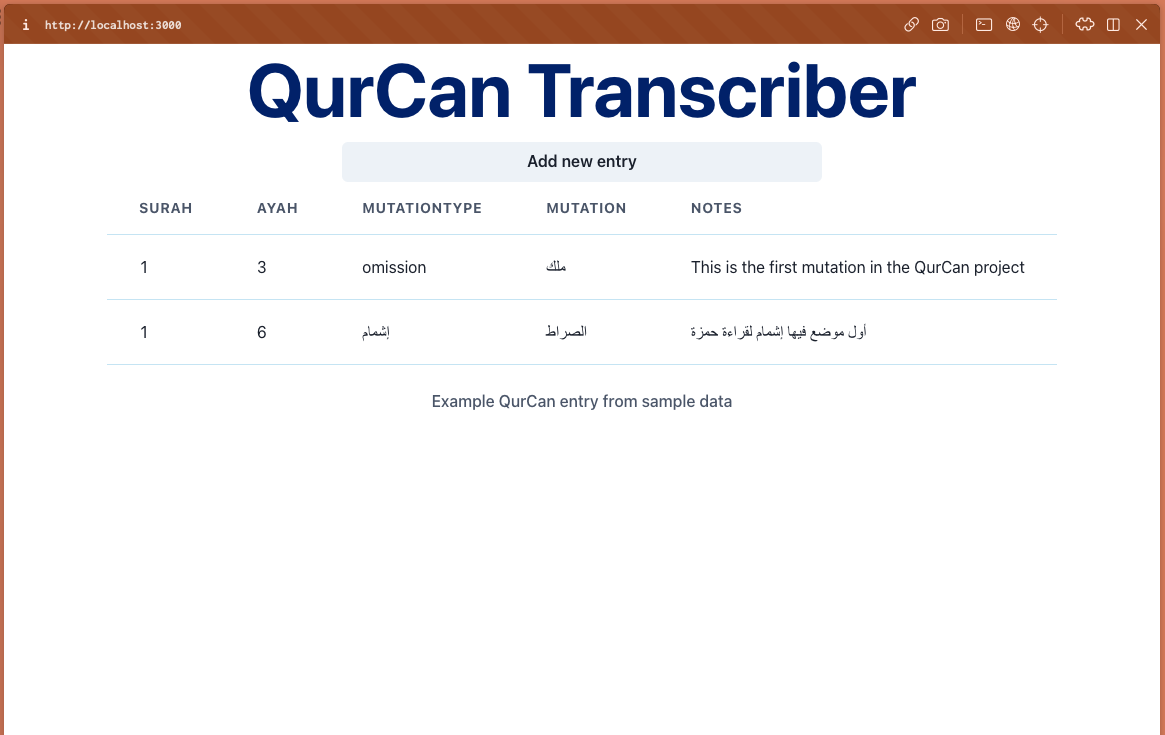 http://localhost:3000
QurCan Transcriber
Add new entry
SURAH AYAH MUTATIONTYPE MUTATION NOTES
1 3 omission ملك This is the first mutation in the QurCan project
1 6 إشمام الصراط أول موضع فيها إشمام لقراءة حمزة
Example QurCan entry from sample data